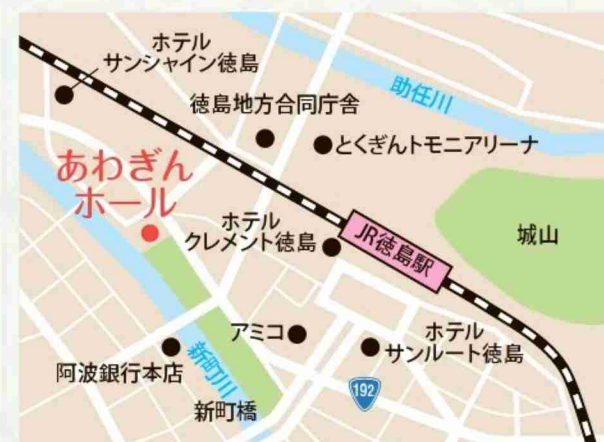 ホテル
サンシャイン徳島
助任川
徳島地方合同庁舎
とくぎんトモニアリーナ
あわぎん
ホール
ホテル
クレメント徳島
JR徳島駅
城山
アミコ
ホテル
サンルート徳島
阿波銀行本店
新町川
192
新町橋